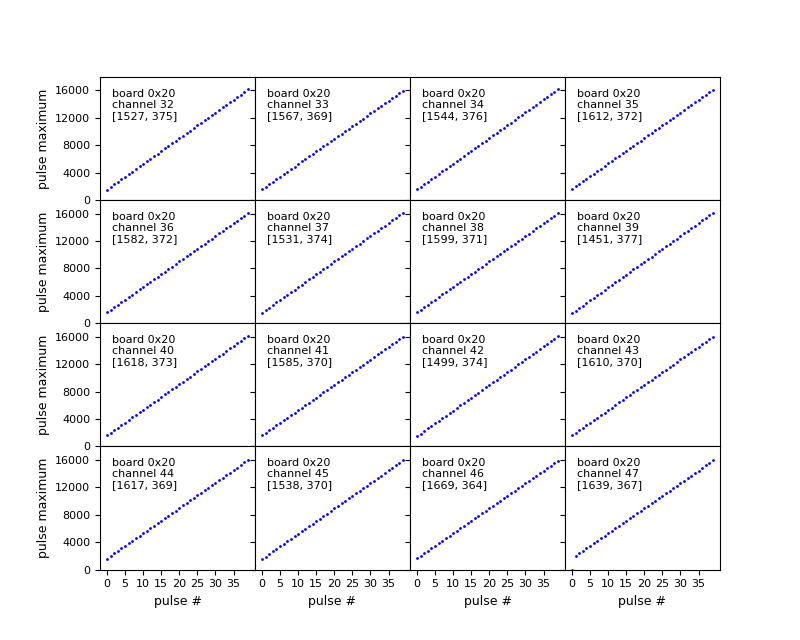 pulse maximum
16000
12000
8000
4000
0
board 0x20
channel 32
[1527, 375]
board 0x20
channel 33
[1567, 369]
board 0x20
channel 34
[1544, 376]
board 0x20
channel 35
[1612, 372]
pulse maximum
16000
12000
8000
4000
0
board 0x20
channel 36
[1582, 372]
board 0x20
channel 37
[1531, 374]
board 0x20
channel 38
[1599, 371]
board 0x20
channel 39
[1451, 377]
pulse maximum
16000
12000
8000
4000
0
board 0x20
channel 40
[1618, 373]
board 0x20
channel 41
[1585, 370]
board 0x20
channel 42
[1499, 374]
board 0x20
channel 43
[1610, 370]
pulse maximum
16000
12000
8000
4000
0
board 0x20
channel 44
[1617, 369]
board 0x20
channel 45
[1538, 370]
board 0x20
channel 46
[1669, 364]
board 0x20
channel 47
[1639, 367]
0 5 10 15 20 25 30 35
0 5 10 15 20 25 30 35
0 5 10 15 20 25 30 35
0 5 10 15 20 25 30 35
pulse #
pulse #
pulse #
pulse #